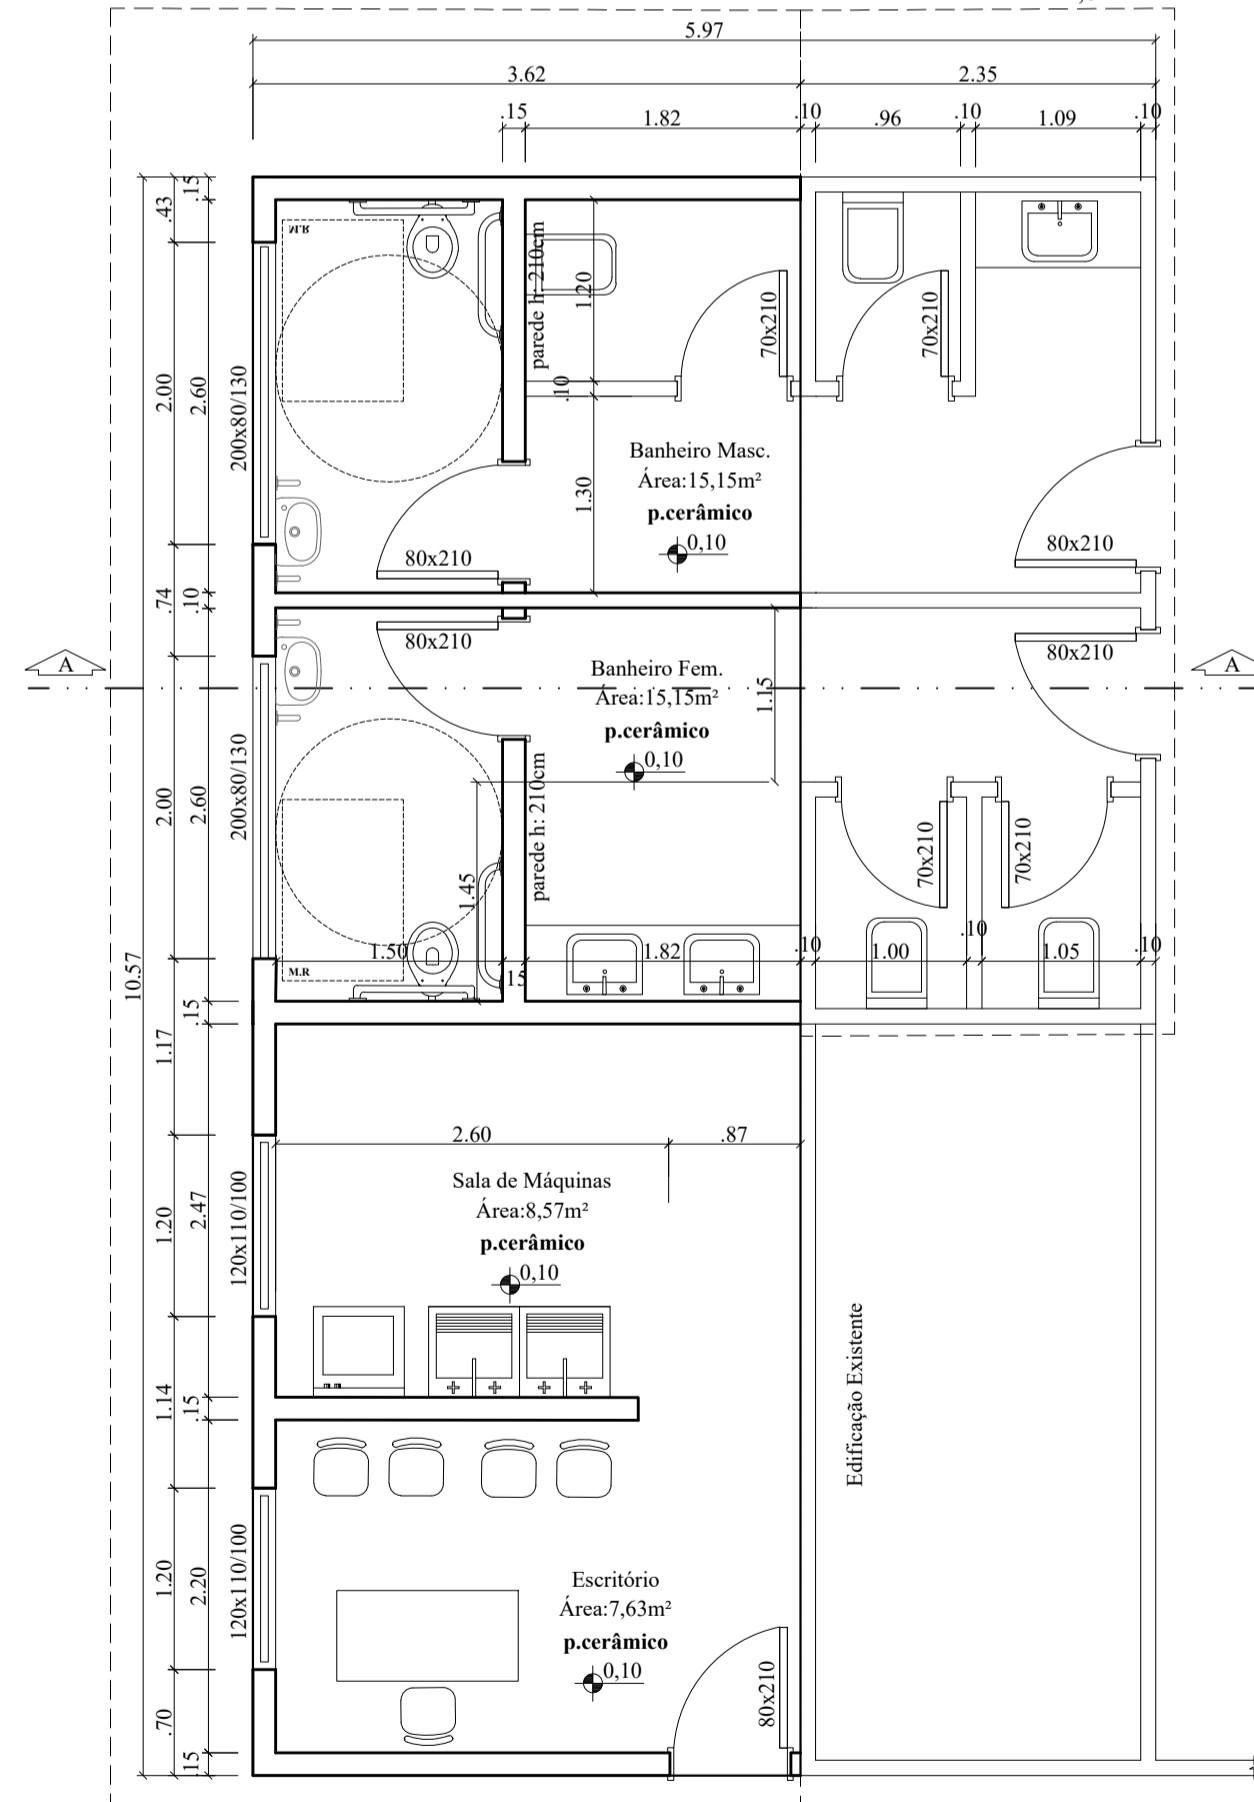 5.97
3.62
2.35
.15
1.82
.10
.96
.10
1.09
.10
.15
.43
M.R
parede h: 210cm
1.20
70x210
70x210
2.00
2.60
200x80/130
.10
Banheiro Masc.
Área:15,15m²
p.cerâmico
0,10
1.30
80x210
80x210
.74
.10
80x210
80x210
A
A
Banheiro Fem.
Área:15,15m²
p.cerâmico
0,10
1.15
2.00
2.60
200x80/130
parede h: 210cm
1.45
70x210
70x210
M.R
1.50
15
1.82
.10
1.00
.10
1.05
.10
10.57
.15
1.17
2.60
.87
Sala de Máquinas
Área:8,57m²
p.cerâmico
0,10
1.20
2.47
120x110/100
Edificação Existente
1.14
.15
1.20
2.20
120x110/100
Escritório
Área:7,63m²
p.cerâmico
0,10
80x210
.70
.15